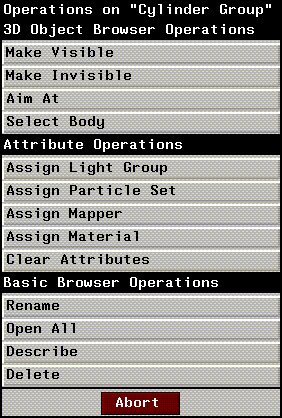 Operations on "Cylinder Group"
3D Object Browser Operations
Make Visible
Make Invisible
Aim At
Select Body
Attribute Operations
Assign Light Group
Assign Particle Set
Assign Mapper
Assign Material
Clear Attributes
Basic Browser Operations
Rename
Open All
Describe
Delete
Abort